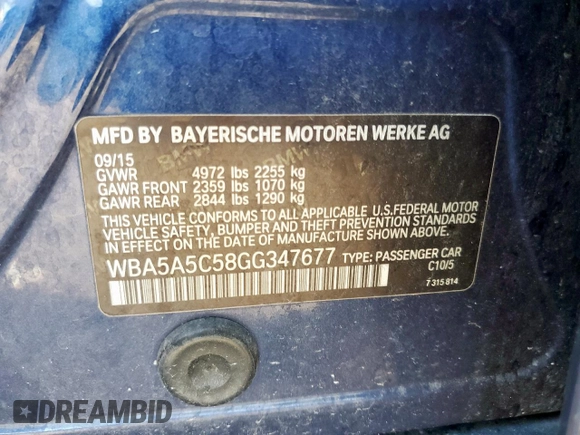 MFD BY BAYERISCHE MOTOREN WERKE AG
09/15
GVWR 4972 lbs 2255 kg
GAWR FRONT 2359 lbs 1070 kg
GAWR REAR 2844 lbs 1290 kg
THIS VEHICLE CONFORMS TO ALL APPLICABLE U.S.FEDERAL MOTOR
VEHICLE SAFETY, BUMPER, AND THEFT PREVENTION STANDARDS
IN EFFECT ON THE DATE OF MANUFACTURE SHOWN ABOVE.
WBA5A5C58GG347677 TYPE: PASSENGER CAR
C10/5
7 315 814
DREAMBID